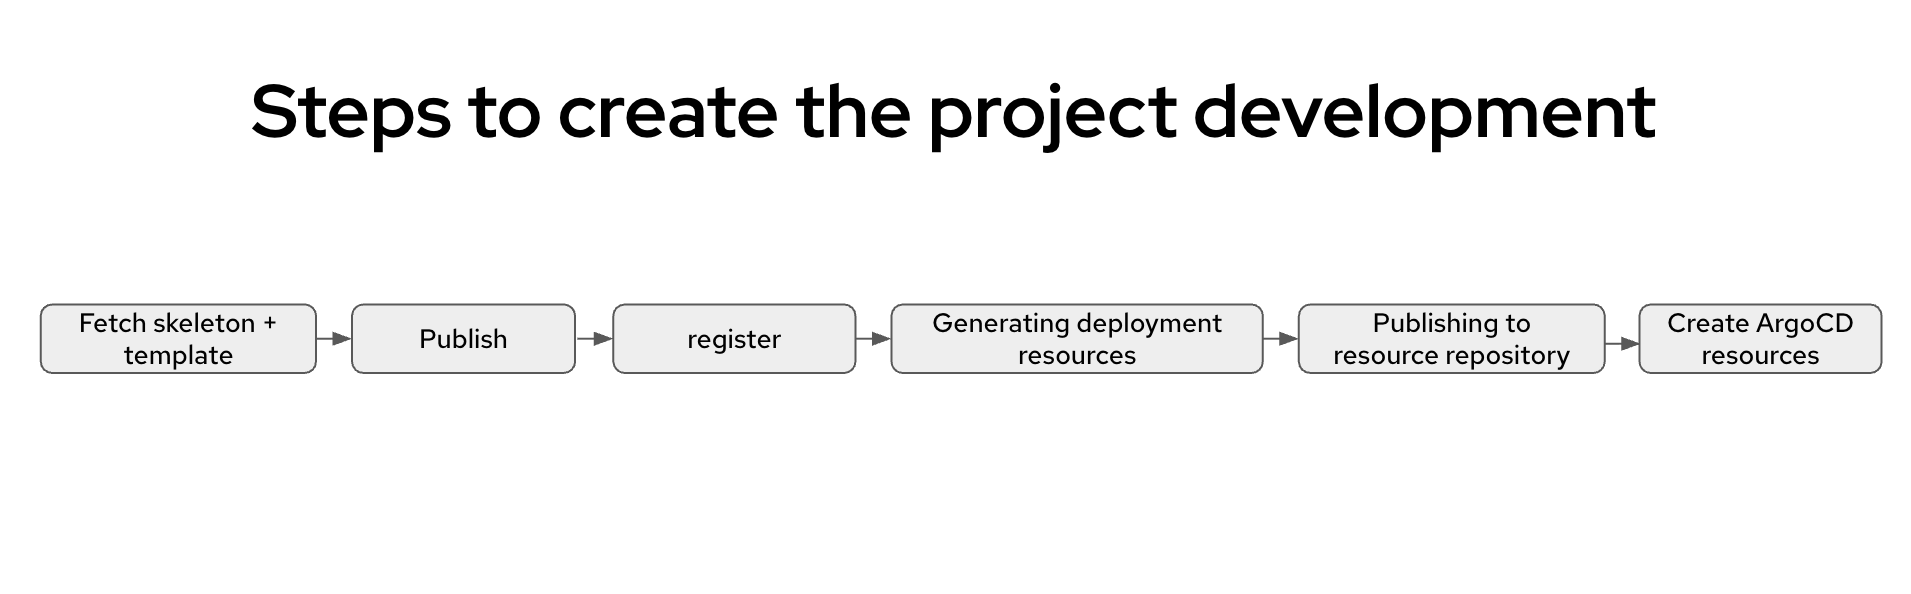 Steps to create the project development
Fetch skeleton +
template
Publish
register
Generating deployment
resources
Publishing to
resource repository
Create ArgoCD
resources